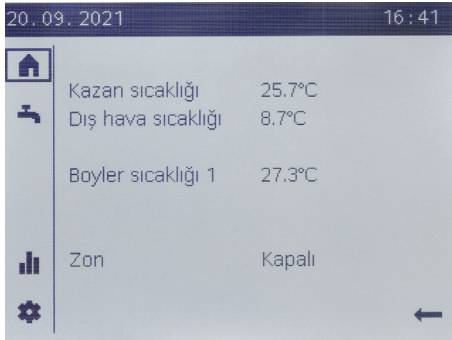 20.09.2021 16:41
Kazan sıcaklığı 25.7°C
Dış hava sıcaklığı 8.7°C
Boyler sıcaklığı 1 27.3°C
Zon Kapalı